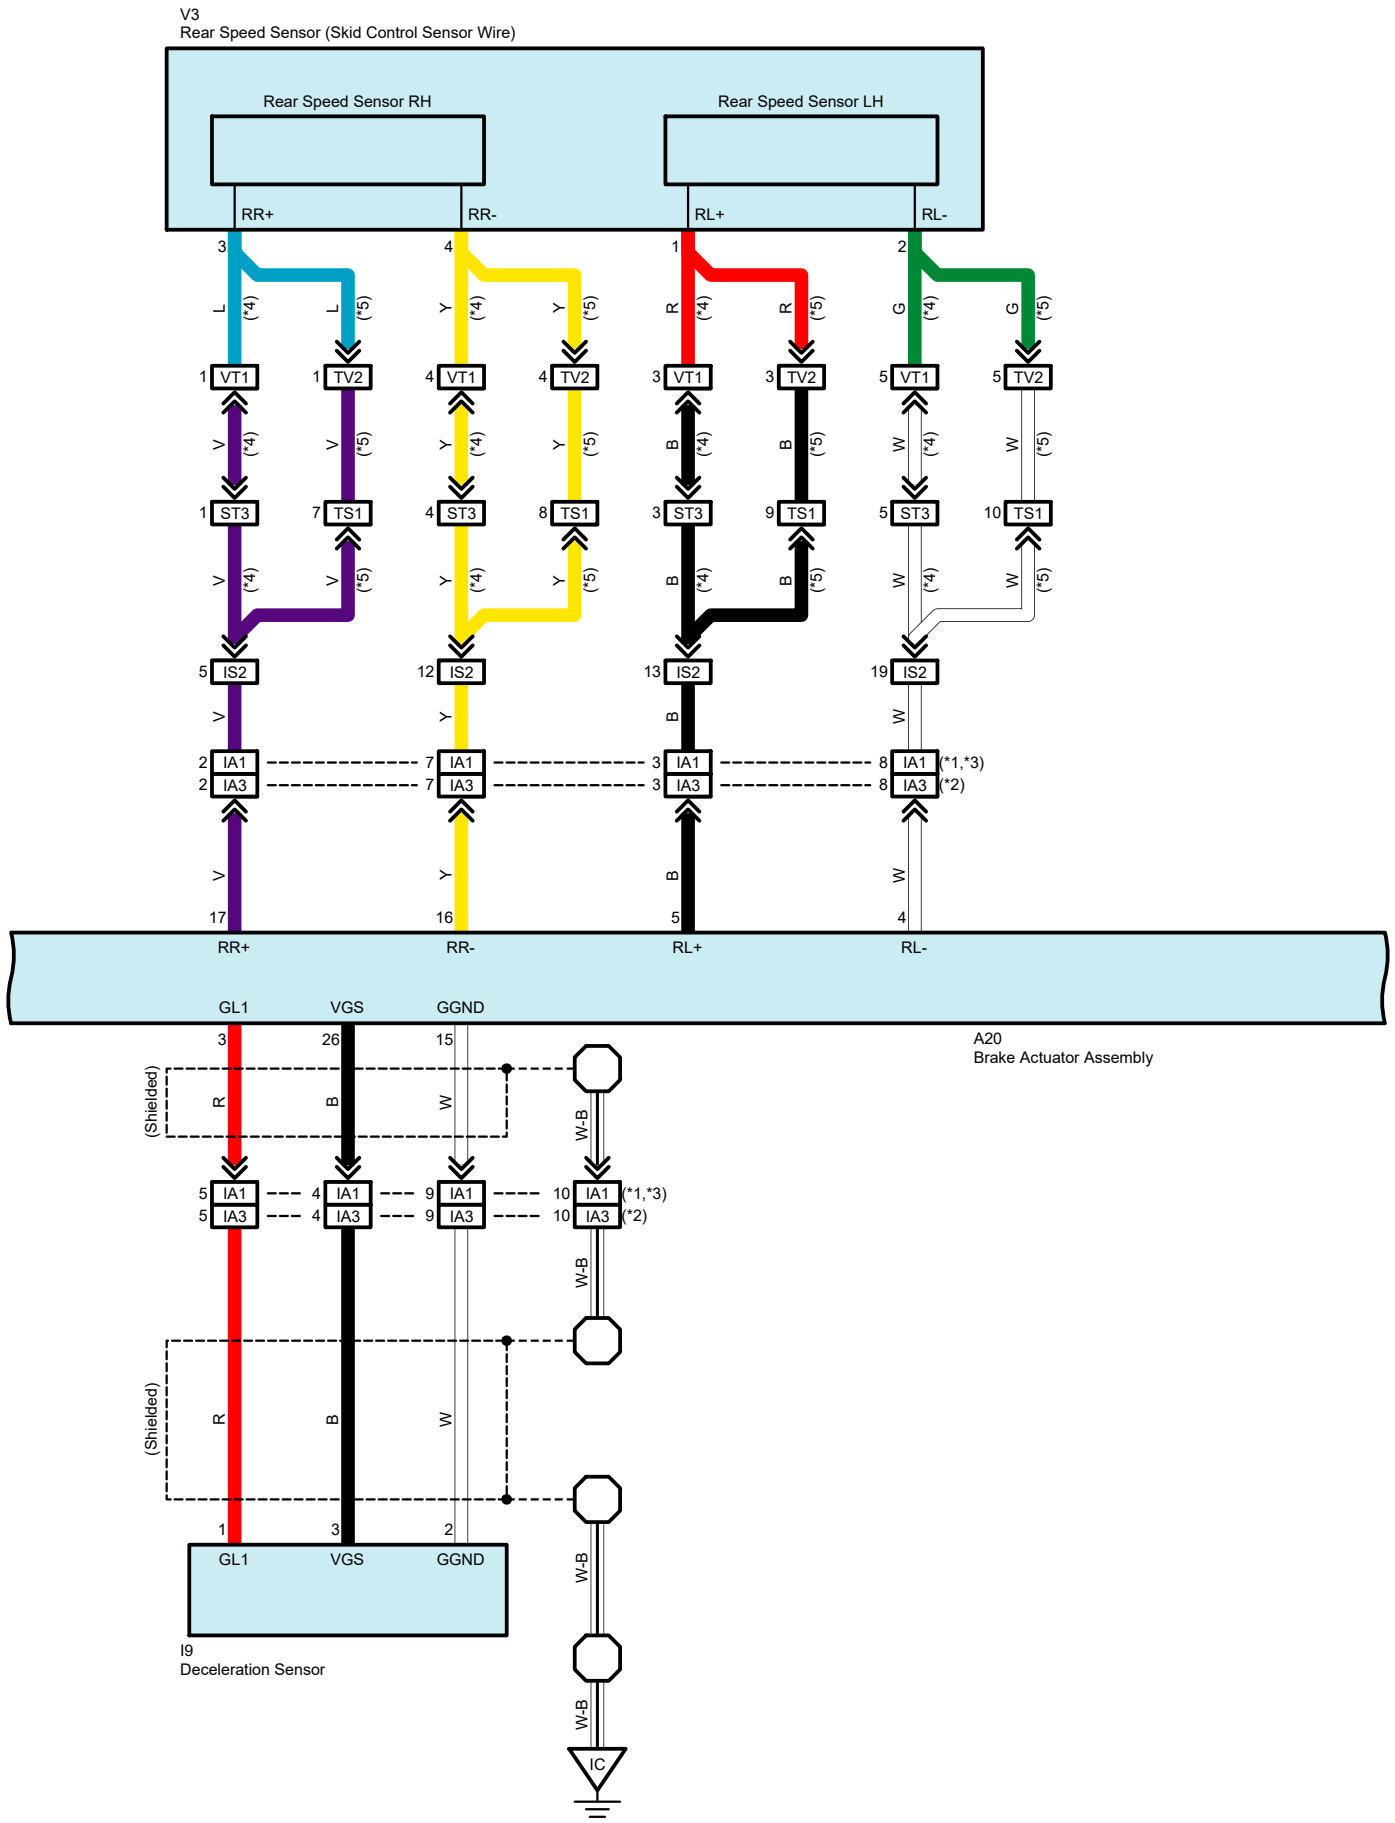 V3
Rear Speed Sensor (Skid Control Sensor Wire)
Rear Speed Sensor RH Rear Speed Sensor LH
RR+ RR- RL+ RL-
3 4 1 2
L (*4) L (*5) Y (*4) Y (*5) R (*4) R (*5) G (*4) G (*5)
1 VT1 1 TV2 4 VT1 4 TV2 3 VT1 3 TV2 5 VT1 5 TV2
V (*4) V (*5) Y (*4) Y (*5) B (*4) B (*5) W (*4) W (*5)
1 ST3 7 TS1 4 ST3 8 TS1 3 ST3 9 TS1 5 ST3 10 TS1
V (*4) V (*5) Y (*4) Y (*5) B (*4) B (*5) W (*4) W (*5)
5 IS2 12 IS2 13 IS2 19 IS2
V Y B W
2 IA1 7 IA1 3 IA1 8 IA1 (*1,*3)
2 IA3 7 IA3 3 IA3 8 IA3 (*2)
V Y B W
17 16 5 4
RR+ RR- RL+ RL-
GL1 VGS GGND
3 26 15
A20
Brake Actuator Assembly
(Shielded) R B W W-B
5 IA1 4 IA1 9 IA1 10 IA1 (*1,*3)
5 IA3 4 IA3 9 IA3 10 IA3 (*2)
W-B
(Shielded) R B W
1 3 2
GL1 VGS GGND
W-B
I9
Deceleration Sensor
W-B
IC